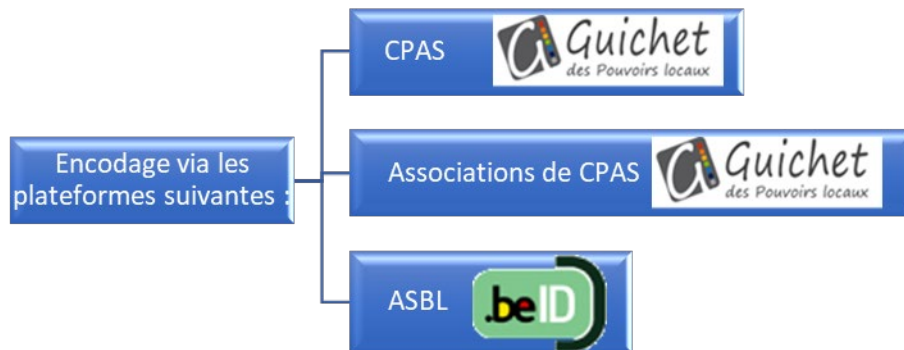 Encodage via les
plateformes suivantes :
CPAS
Guichet
des Pouvoirs locaux
Associations de CPAS
Guichet
des Pouvoirs locaux
ASBL
.beID